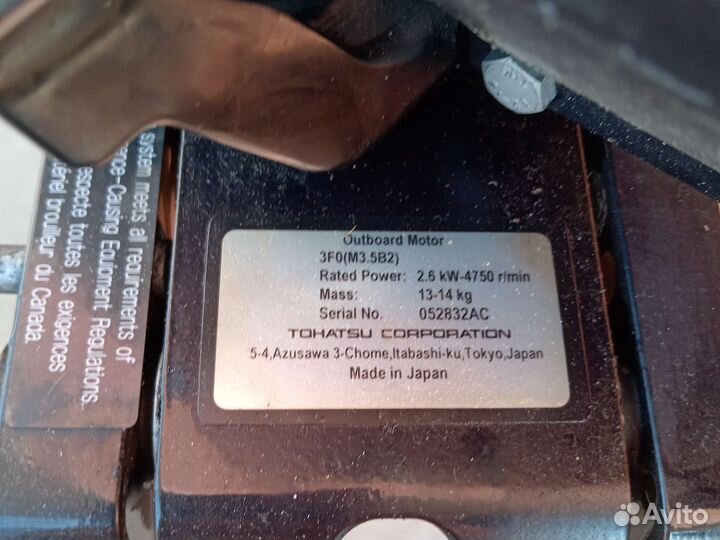 Outboard Motor
3F0(M3.5B2)
Rated Power: 2.6 kW-4750 r/min
Mass: 13-14 kg
Serial No. 052832AC
TOHATSU CORPORATION
5-4,Azusawa 3-Chome,Itabashi-ku,Tokyo,Japan
Made in Japan
system meets all requirements of
ence-Causing Equipment Regulations.
especte toutes les exigences
ériel brouilleur du Canada.
Avito